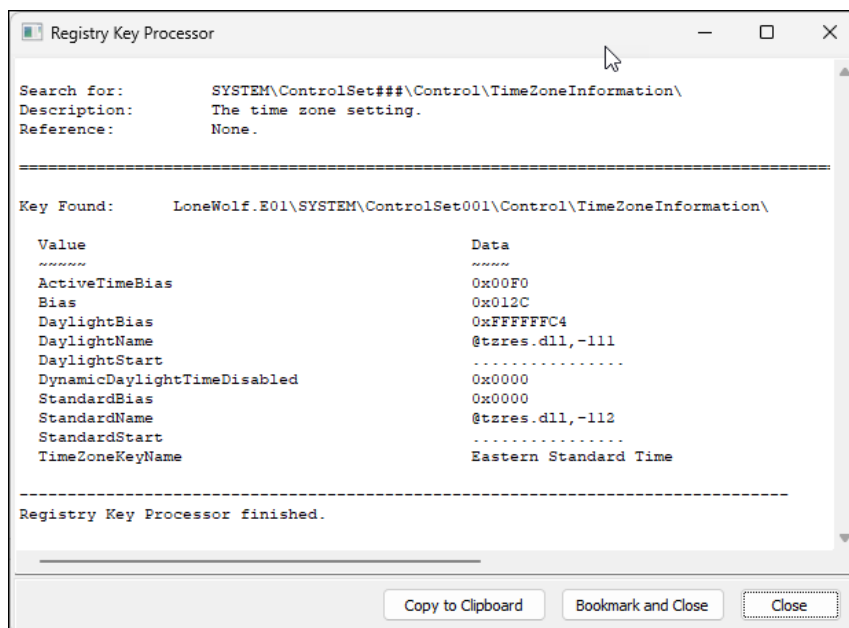 Registry Key Processor
Search for: SYSTEM\ControlSet###\Control\TimeZoneInformation\
Description: The time zone setting.
Reference: None.
================================================================================
Key Found: LoneWolf.E01\SYSTEM\ControlSet001\Control\TimeZoneInformation\
Value Data
~~~~~ ~~~~
ActiveTimeBias 0x00F0
Bias 0x012C
DaylightBias 0xFFFFFFC4
DaylightName @tzres.dll,-111
DaylightStart ................
DynamicDaylightTimeDisabled 0x0000
StandardBias 0x0000
StandardName @tzres.dll,-112
StandardStart ................
TimeZoneKeyName Eastern Standard Time
--------------------------------------------------------------------------------
Registry Key Processor finished.
Copy to Clipboard Bookmark and Close Close